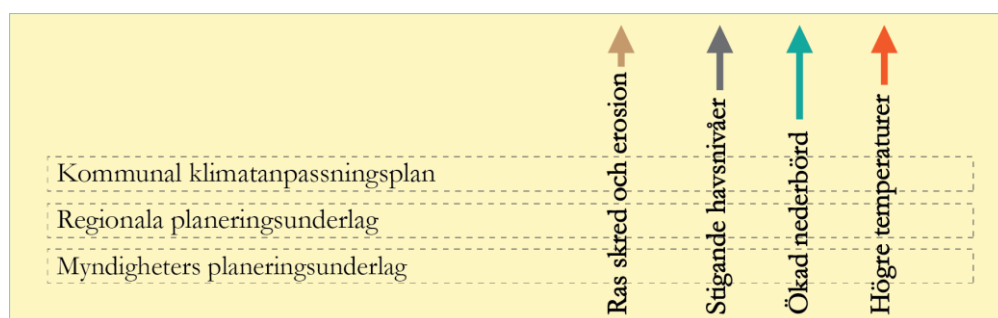 Kommunal klimatanpassningsplan
Regionala planeringsunderlag
Myndigheters planeringsunderlag
Ras skred och erosion
Stigande havsnivåer
Ökad nederbörd
Högre temperaturer